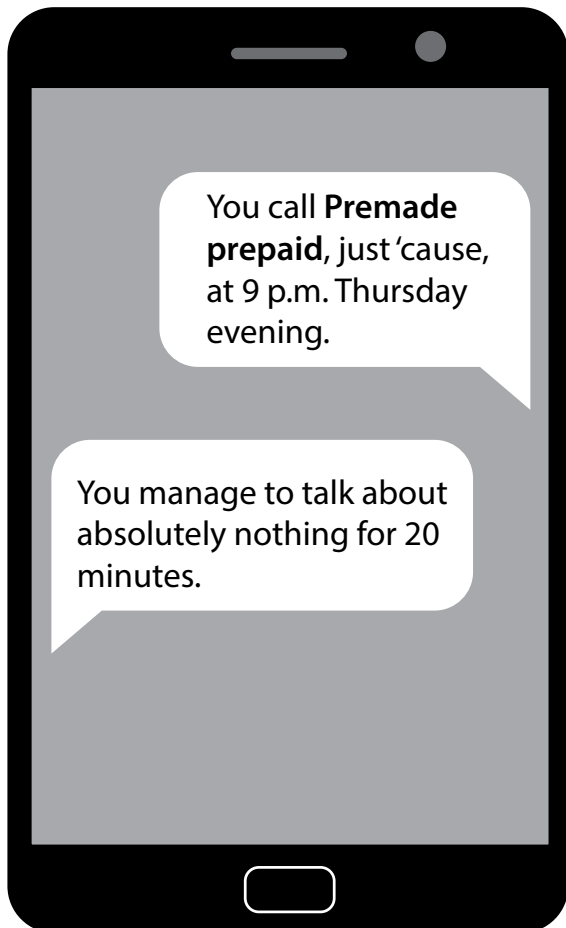 You call Premade
prepaid, just ‘cause,
at 9 p.m. Thursday
evening.
You manage to talk about
absolutely nothing for 20
minutes.